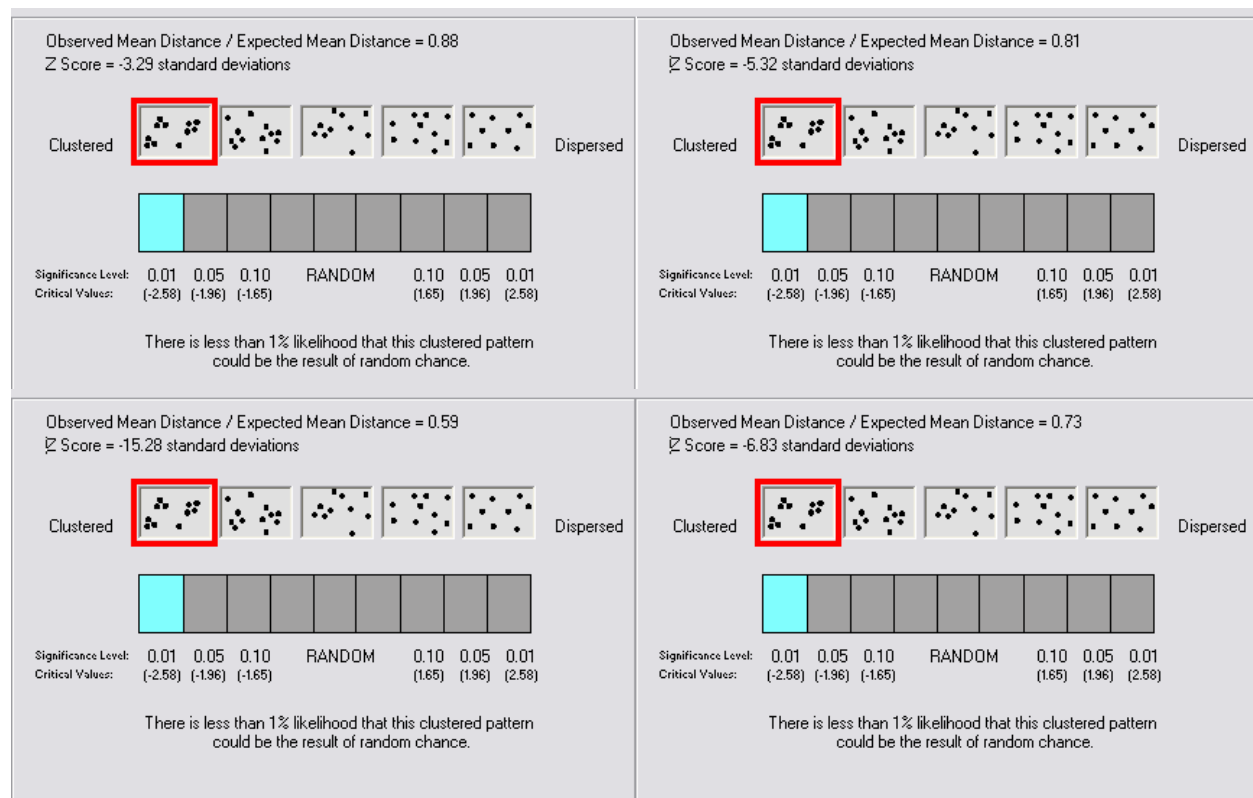 Observed Mean Distance / Expected Mean Distance = 0.88
Z Score = -3.29 standard deviations
Clustered
Dispersed
Significance Level: 0.01 0.05 0.10 RANDOM 0.10 0.05 0.01
Critical Values: (-2.58) (-1.96) (-1.65) (1.65) (1.96) (2.58)
There is less than 1% likelihood that this clustered pattern
could be the result of random chance.
Observed Mean Distance / Expected Mean Distance = 0.81
Z Score = -5.32 standard deviations
Clustered
Dispersed
Significance Level: 0.01 0.05 0.10 RANDOM 0.10 0.05 0.01
Critical Values: (-2.58) (-1.96) (-1.65) (1.65) (1.96) (2.58)
There is less than 1% likelihood that this clustered pattern
could be the result of random chance.
Observed Mean Distance / Expected Mean Distance = 0.59
Z Score = -15.28 standard deviations
Clustered
Dispersed
Significance Level: 0.01 0.05 0.10 RANDOM 0.10 0.05 0.01
Critical Values: (-2.58) (-1.96) (-1.65) (1.65) (1.96) (2.58)
There is less than 1% likelihood that this clustered pattern
could be the result of random chance.
Observed Mean Distance / Expected Mean Distance = 0.73
Z Score = -6.83 standard deviations
Clustered
Dispersed
Significance Level: 0.01 0.05 0.10 RANDOM 0.10 0.05 0.01
Critical Values: (-2.58) (-1.96) (-1.65) (1.65) (1.96) (2.58)
There is less than 1% likelihood that this clustered pattern
could be the result of random chance.